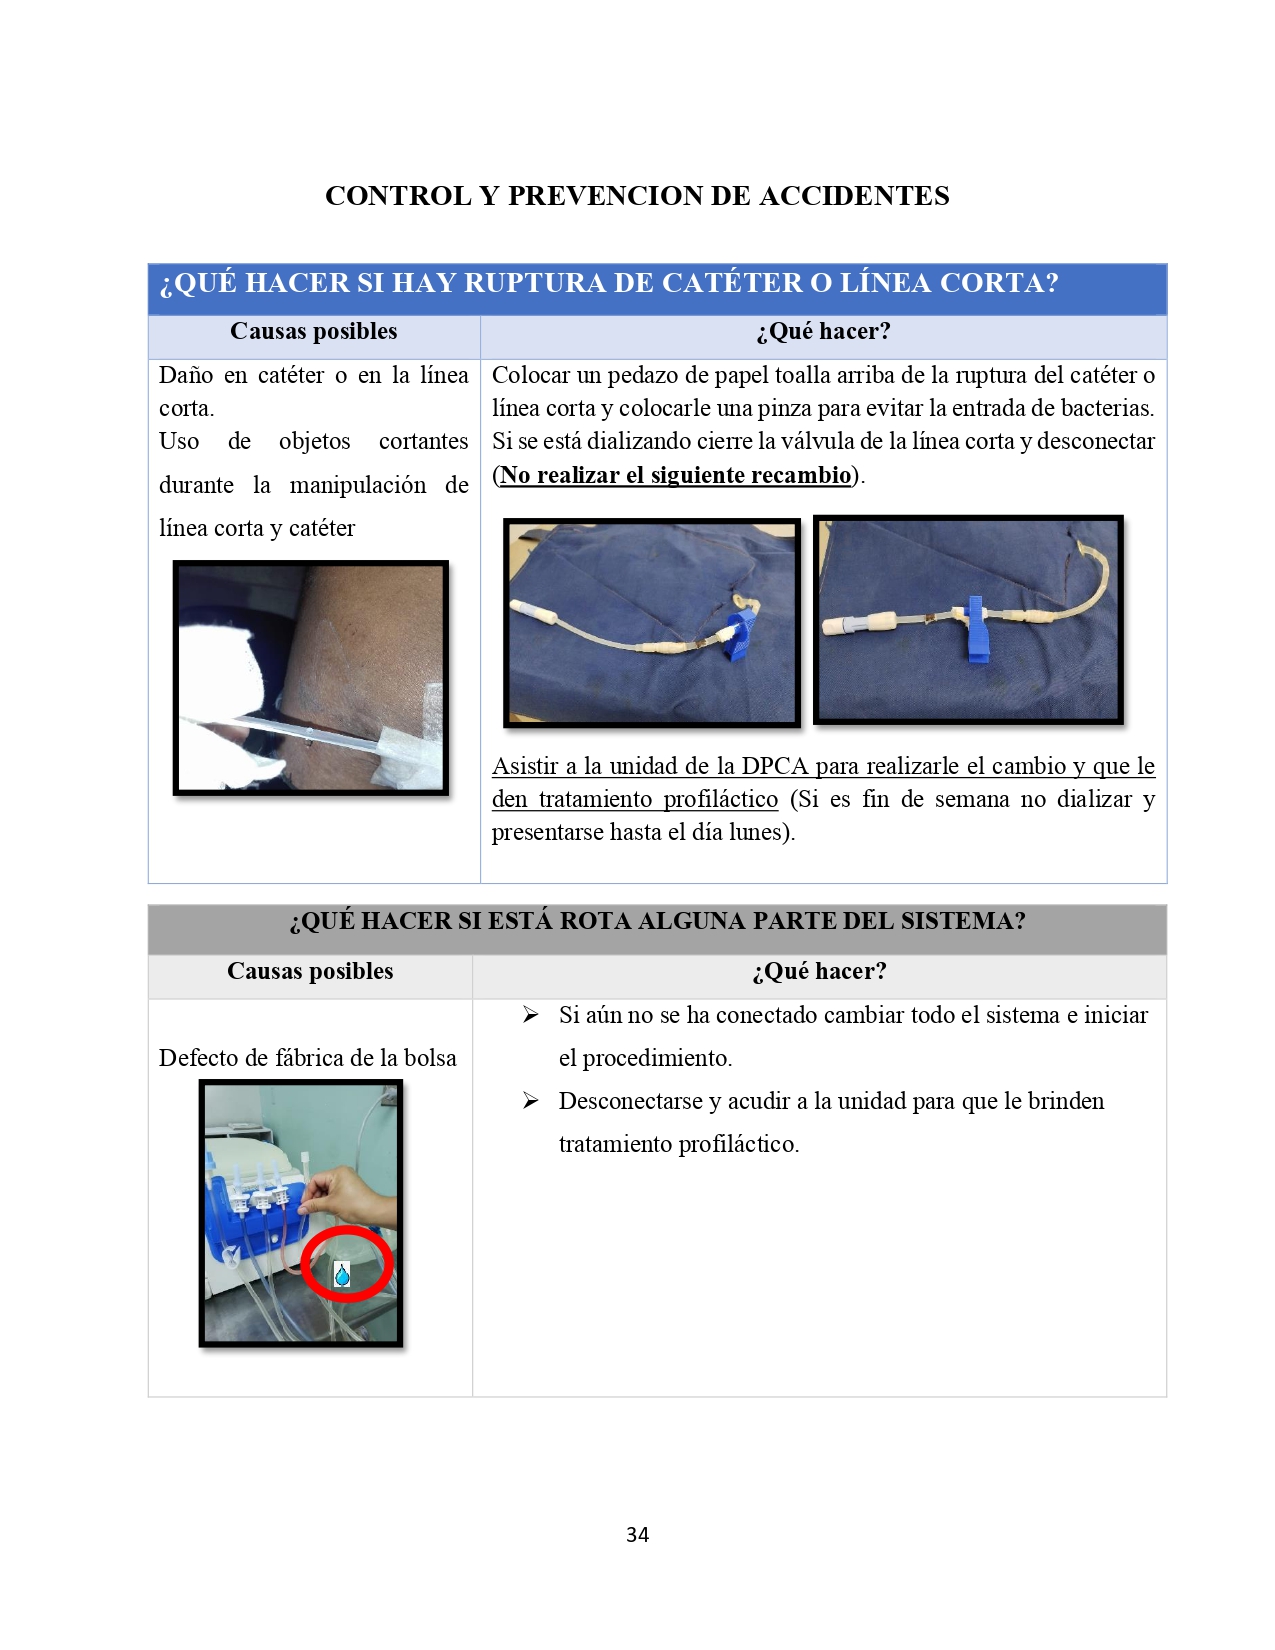 CONTROL Y PREVENCION DE ACCIDENTES
¿QUÉ HACER SI HAY RUPTURA DE CATÉTER O LÍNEA CORTA?
Causas posibles
¿Qué hacer?
Daño en catéter o en la línea
corta.
Uso de objetos cortantes
durante la manipulación de
línea corta y catéter
Colocar un pedazo de papel toalla arriba de la ruptura del catéter o
línea corta y colocarle una pinza para evitar la entrada de bacterias.
Si se está dializando cierre la válvula de la línea corta y desconectar
(No realizar el siguiente recambio).
Asistir a la unidad de la DPCA para realizarle el cambio y que le
den tratamiento profiláctico (Si es fin de semana no dializar y
presentarse hasta el día lunes).
¿QUÉ HACER SI ESTÁ ROTA ALGUNA PARTE DEL SISTEMA?
Causas posibles
¿Qué hacer?
Defecto de fábrica de la bolsa
➢ Si aún no se ha conectado cambiar todo el sistema e iniciar
el procedimiento.
➢ Desconectarse y acudir a la unidad para que le brinden
tratamiento profiláctico.
34